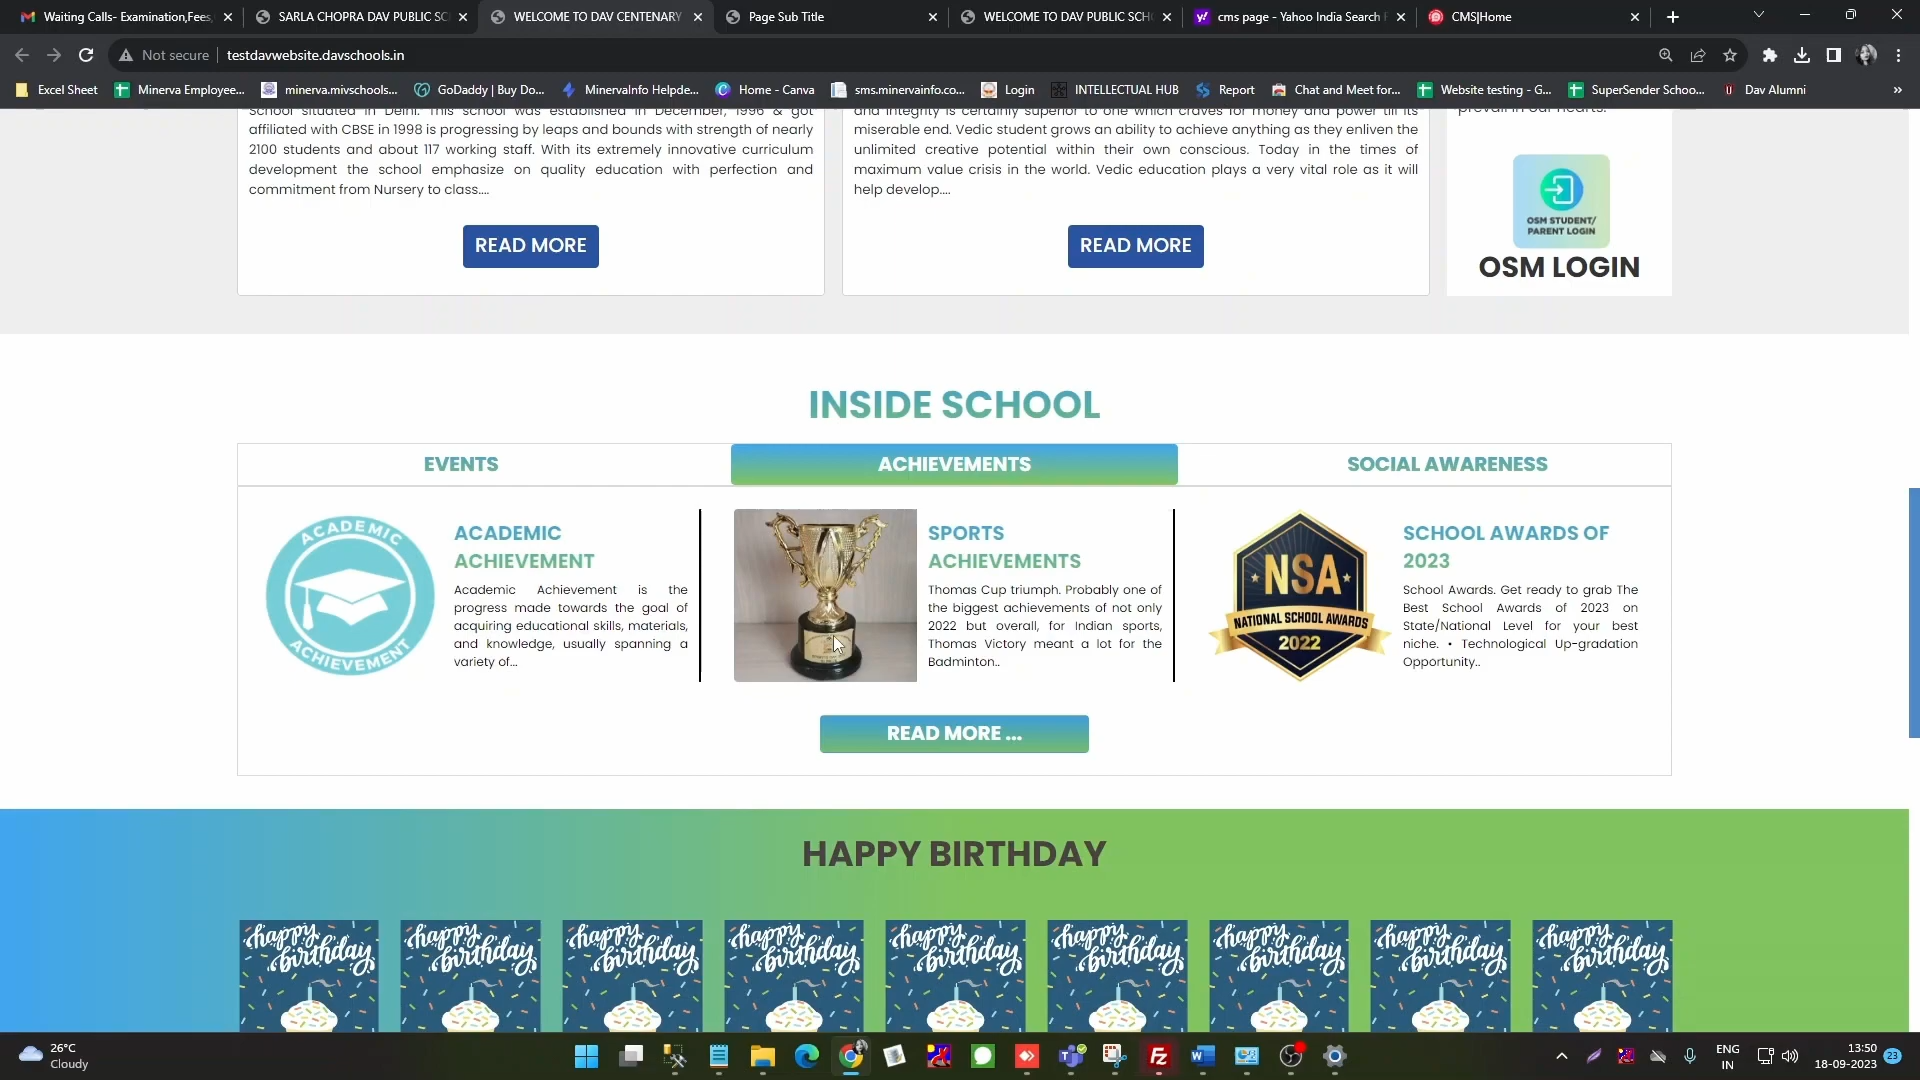 Waiting Calls- Examination,Fees,
SARLA CHOPRA DAV PUBLIC SC
WELCOME TO DAV CENTENARY
Page Sub Title
WELCOME TO DAV PUBLIC SCH
cms page - Yahoo India Search
CMS|Home
Not secure
testdavwebsite.davschools.in
Excel Sheet
Minerva Employee...
minerva.mivschools...
GoDaddy | Buy Do...
MinervaInfo Helpde...
Home - Canva
sms.minervainfo.co...
Login
INTELLECTUAL HUB
Report
Chat and Meet for...
Website testing - G...
SuperSender Schoo...
Dav Alumni
»
School situated in Delhi. This school was established in December, 1996 & got
affiliated with CBSE in 1998 is progressing by leaps and bounds with strength of nearly
2100 students and about 117 working staff. With its extremely innovative curriculum
development the school emphasize on quality education with perfection and
commitment from Nursery to class....
READ MORE
and integrity is certainly superior to one which craves for money and power till its
miserable end. Vedic student grows an ability to achieve anything as they enliven the
unlimited creative potential within their own conscious. Today in the times of
maximum value crisis in the world. Vedic education plays a very vital role as it will
help develop....
READ MORE
prevail in our hearts.
OSM STUDENT/
PARENT LOGIN
OSM LOGIN
INSIDE SCHOOL
EVENTS
ACHIEVEMENTS
SOCIAL AWARENESS
ACADEMIC
ACHIEVEMENT
ACADEMIC
ACHIEVEMENT
Academic Achievement is the
progress made towards the goal of
acquiring educational skills, materials,
and knowledge, usually spanning a
variety of...
SPORTS
ACHIEVEMENTS
Thomas Cup triumph. Probably one of
the biggest achievements of not only
2022 but overall, for Indian sports,
Thomas Victory meant a lot for the
Badminton..
NSA
NATIONAL SCHOOL AWARDS
2022
SCHOOL AWARDS OF
2023
School Awards. Get ready to grab The
Best School Awards of 2023 on
State/National Level for your best
niche. • Technological Up-gradation
Opportunity..
READ MORE ...
HAPPY BIRTHDAY
happy
birthday
happy
birthday
happy
birthday
happy
birthday
happy
birthday
happy
birthday
happy
birthday
happy
birthday
happy
birthday
26°C
Cloudy
ENG
IN
13:50
18-09-2023
23